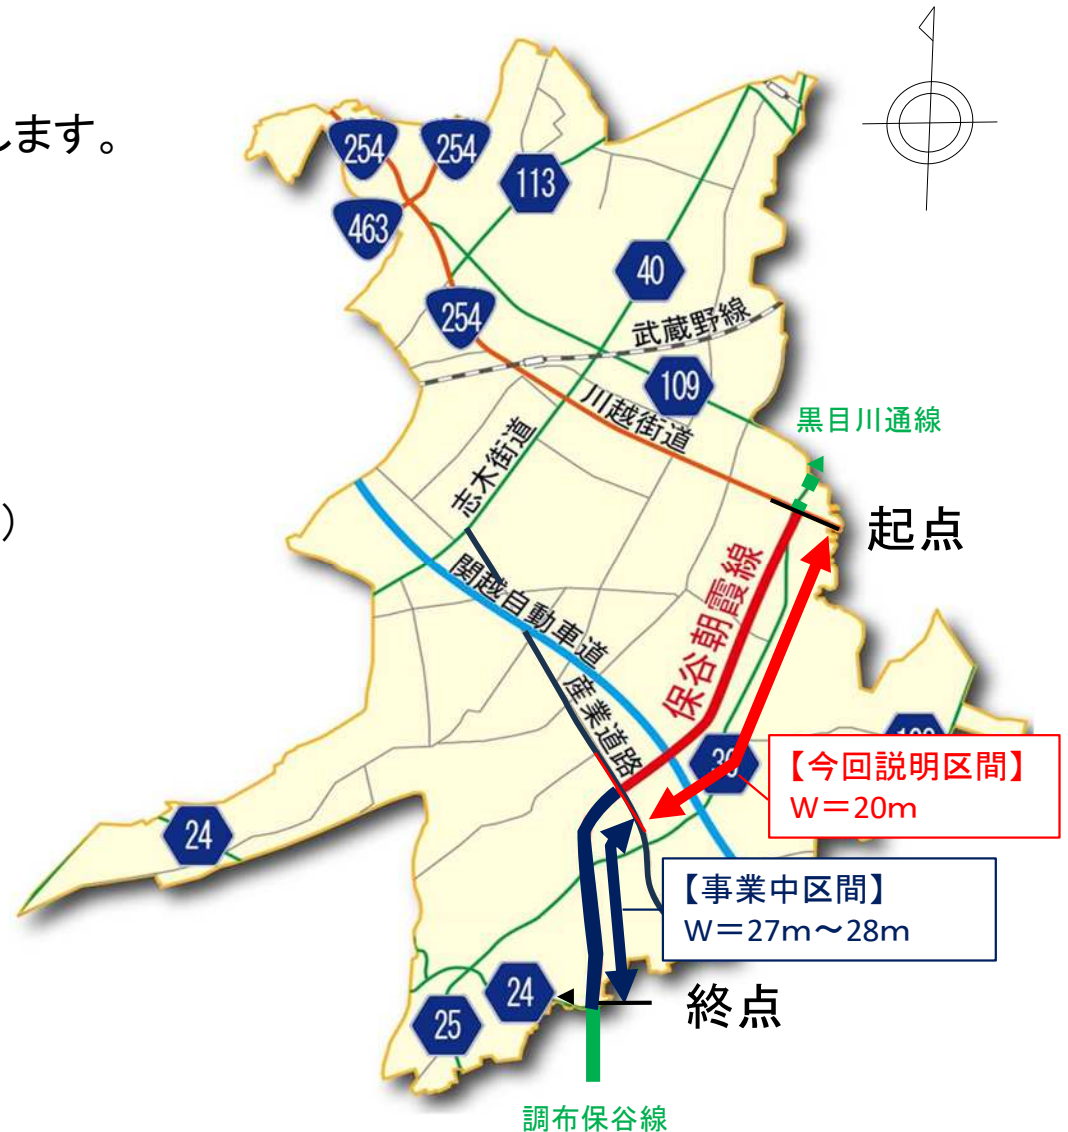 します。
254
254
113
463
40
254
武蔵野線
109
川越街道
黒目川通線
志木街道
)
起点
関越自動車道
保谷朝霞線
産業道路
【今回説明区間】
W=20m
24
【事業中区間】
W=27m～28m
24
終点
25
調布保谷線